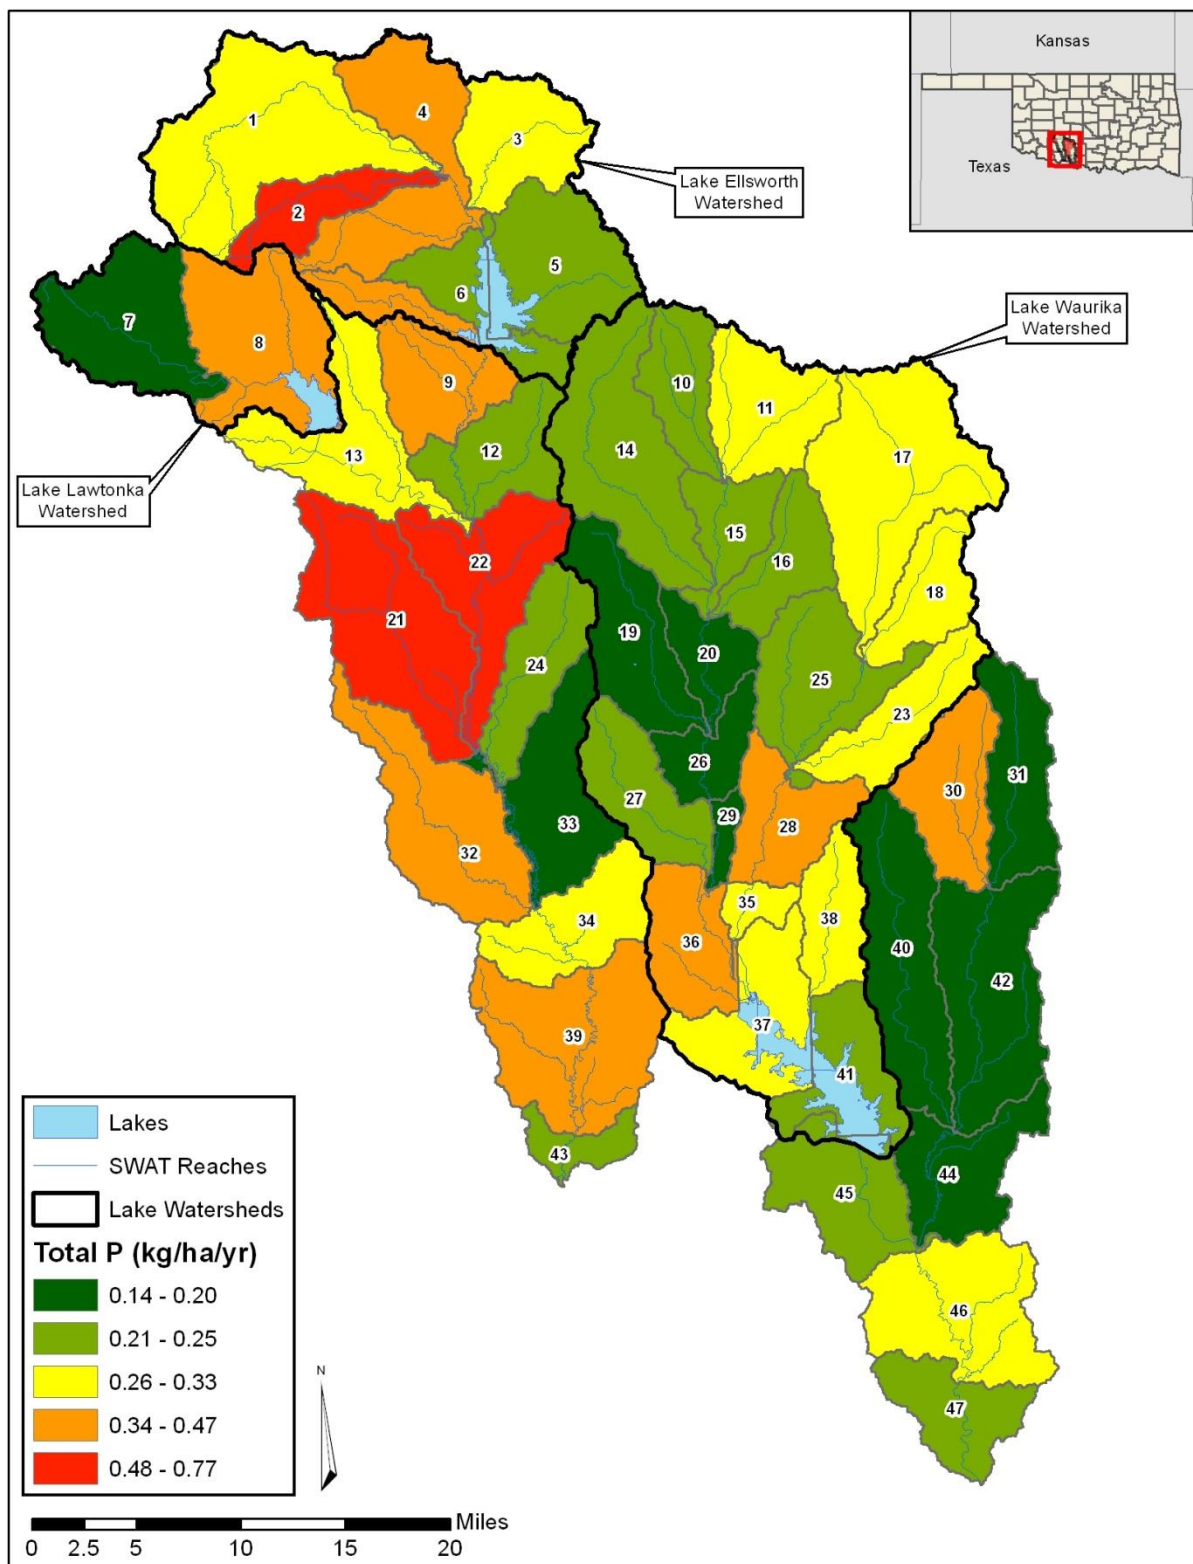 Kansas
Texas
1
4
3
Lake Ellsworth
Watershed
2
5
6
7
8
Lake Waurika
Watershed
9
10
11
12
13
14
17
Lake Lawtonka
Watershed
15
16
22
18
21
19
20
24
25
23
26
31
30
27
29
28
33
32
35
34
38
36
40
42
37
39
41
43
44
45
46
47
Lakes
SWAT Reaches
Lake Watersheds
Total P (kg/ha/yr)
0.14 - 0.20
0.21 - 0.25
0.26 - 0.33
0.34 - 0.47
0.48 - 0.77
N
Miles
0 2.5 5 10 15 20